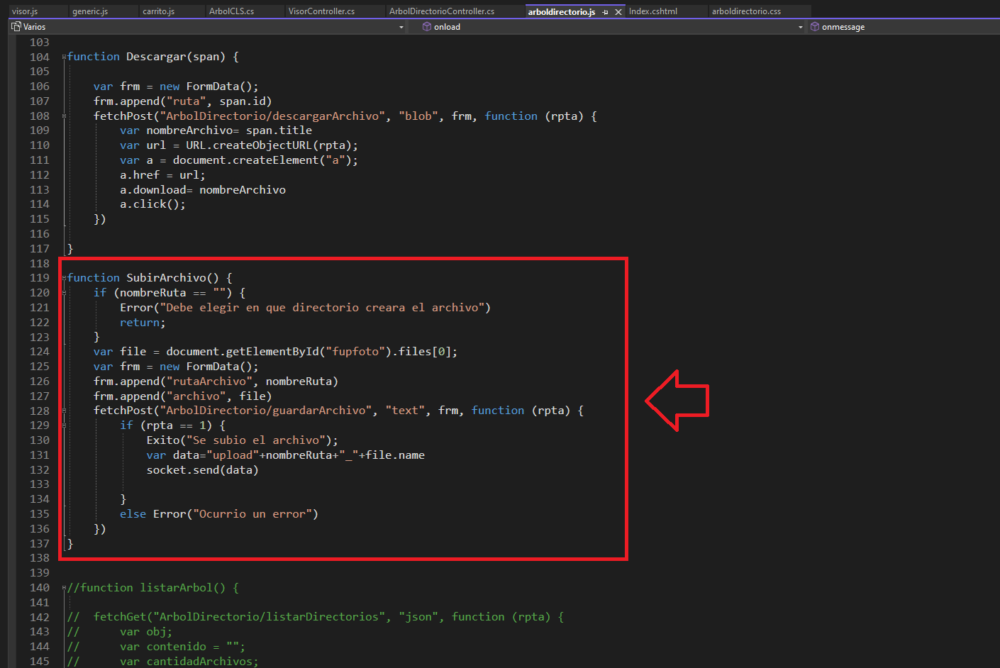 visor.js generic.js carrito.js ArbolCLS.cs VisorController.cs ArbolDirectorioController.cs arboldirectorio.js Index.cshtml arboldirectorio.css
Varios onload onmessage
103
104 function Descargar(span) {
105
106 var frm = new FormData();
107 frm.append("ruta", span.id)
108 fetchPost("ArbolDirectorio/descargarArchivo", "blob", frm, function (rpta) {
109 var nombreArchivo= span.title
110 var url = URL.createObjectURL(rpta);
111 var a = document.createElement("a");
112 a.href = url;
113 a.download= nombreArchivo
114 a.click();
115 })
116
117 }
118
119 function SubirArchivo() {
120 if (nombreRuta == "") {
121 Error("Debe elegir en que directorio creara el archivo")
122 return;
123 }
124 var file = document.getElementById("fupfoto").files[0];
125 var frm = new FormData();
126 frm.append("rutaArchivo", nombreRuta)
127 frm.append("archivo", file)
128 fetchPost("ArbolDirectorio/guardarArchivo", "text", frm, function (rpta) {
129 if (rpta == 1) {
130 Exito("Se subio el archivo");
131 var data="upload"+nombreRuta+"_"+file.name
132 socket.send(data)
133
134 }
135 else Error("Ocurrio un error")
136 })
137 }
138
139
140 //function listarArbol() {
141
142 // fetchGet("ArbolDirectorio/listarDirectorios", "json", function (rpta) {
143 // var obj;
144 // var contenido = "";
145 // var cantidadArchivos;